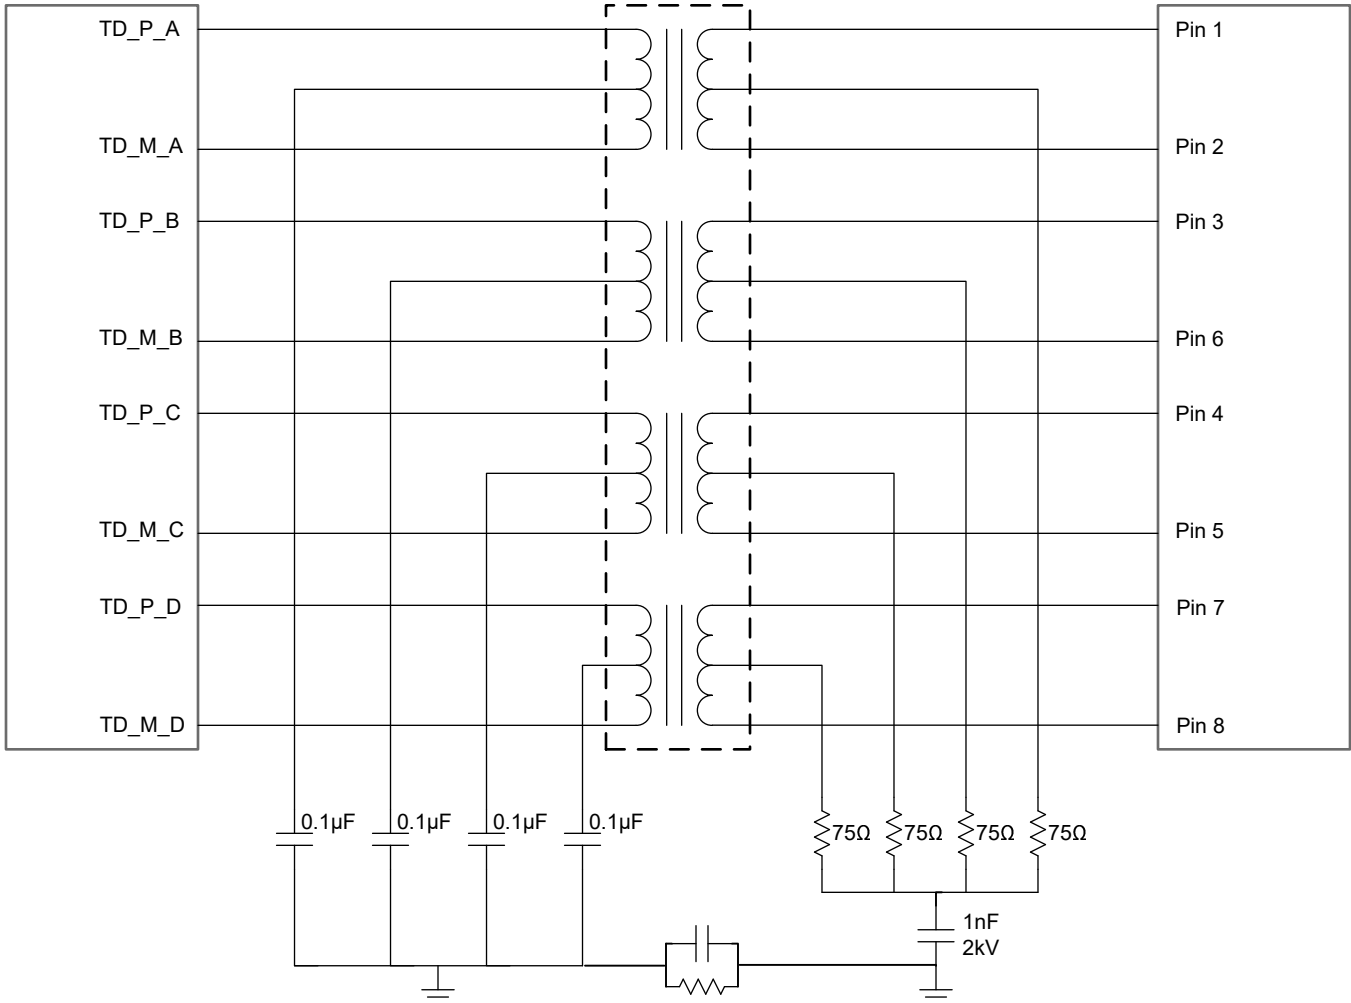 TD_P_A
Pin 1
TD_M_A
Pin 2
TD_P_B
Pin 3
TD_M_B
Pin 6
TD_P_C
Pin 4
TD_M_C
Pin 5
TD_P_D
Pin 7
TD_M_D
Pin 8
0.1µF
0.1µF
0.1µF
0.1µF
75Ω
75Ω
75Ω
75Ω
1nF
2kV